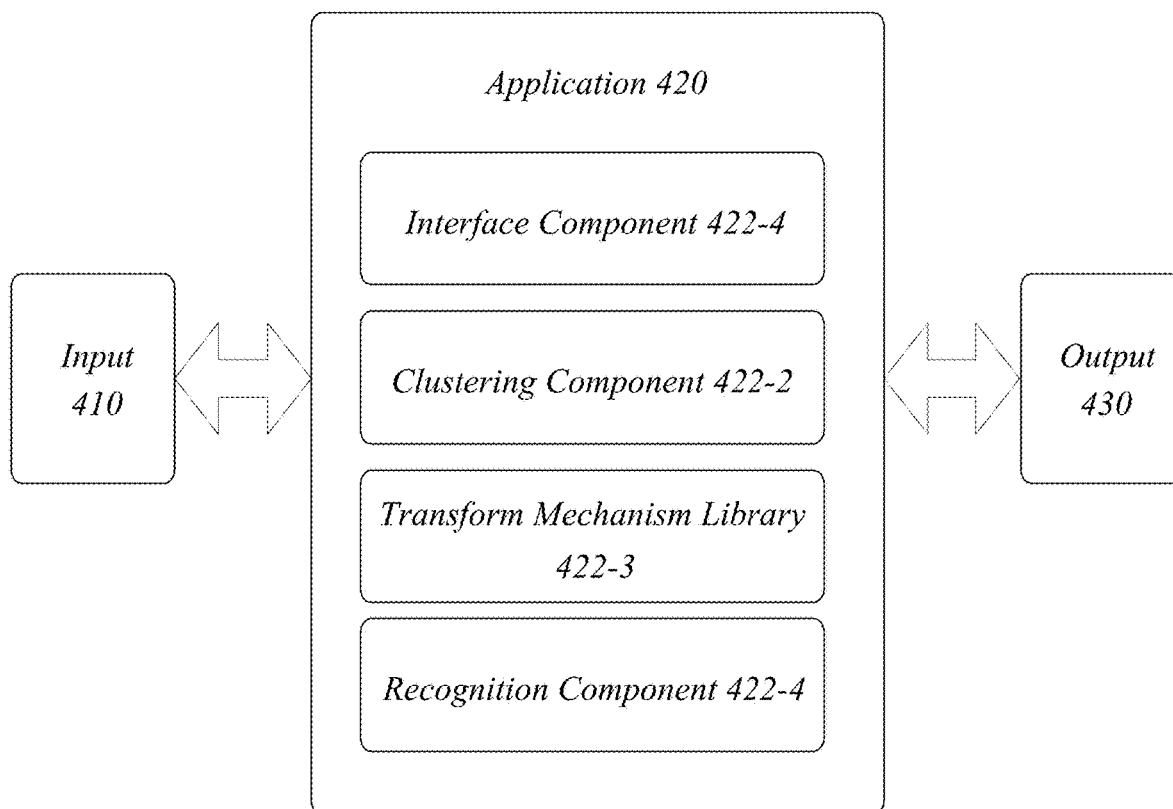 Application 420
Interface Component 422-4
Input
410
Clustering Component 422-2
Output
430
Transform Mechanism Library
422-3
Recognition Component 422-4